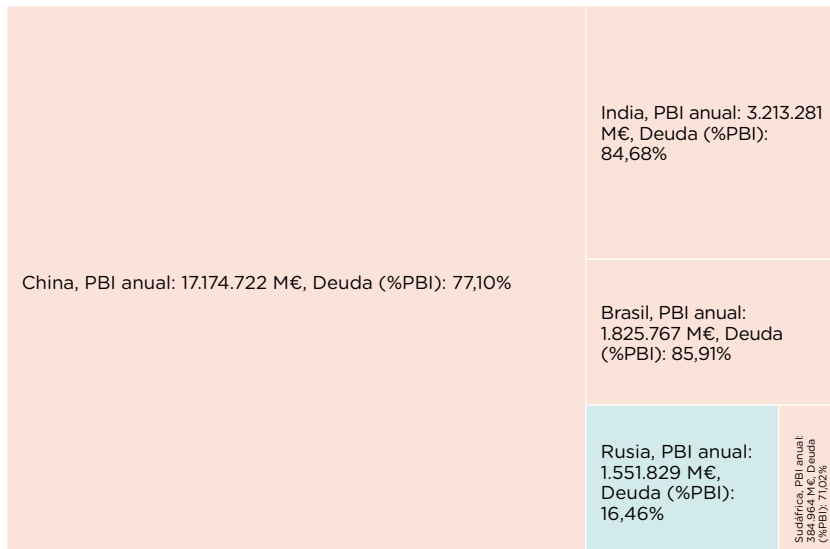 China, PBI anual: 17.174.722 M€, Deuda (%PBI): 77,10%
India, PBI anual: 3.213.281
M€, Deuda (%PBI):
84,68%
Brasil, PBI anual:
1.825.767 M€, Deuda
(%PBI): 85,91%
Rusia, PBI anual:
1.551.829 M€,
Deuda (%PBI):
16,46%
Sudáfrica, PBI anual:
384.964 M€, Deuda
(%PBI): 71,02%